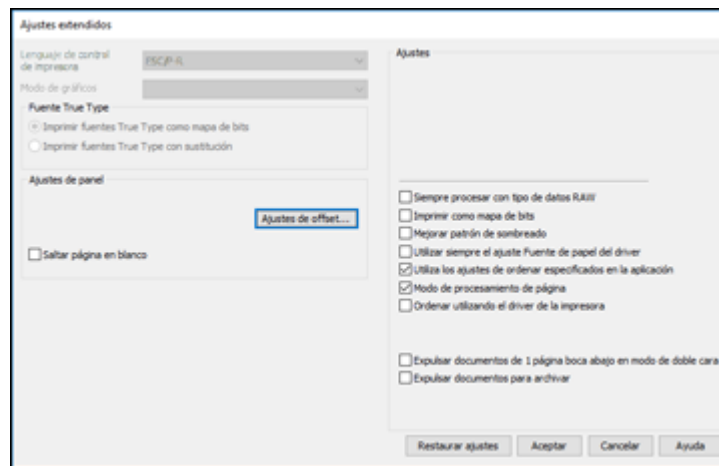 Ajustes extendidos
Lenguaje de control
de impresora
ESC/P-R
Modo de gráficos
Fuente True Type
Imprimir fuentes True Type como mapa de bits
Imprimir fuentes True Type con sustitución
Ajustes de panel
Ajustes de offset...
Saltar página en blanco
Ajustes
Siempre procesar con tipo de datos RAW
Imprimir como mapa de bits
Mejorar patrón de sombreado
Utilizar siempre el ajuste Fuente de papel del driver
Utiliza los ajustes de ordenar especificados en la aplicación
Modo de procesamiento de página
Ordenar utilizando el driver de la impresora
Expulsar documentos de 1 página boca abajo en modo de doble cara
Expulsar documentos para archivar
Restaurar ajustes
Aceptar
Cancelar
Ayuda